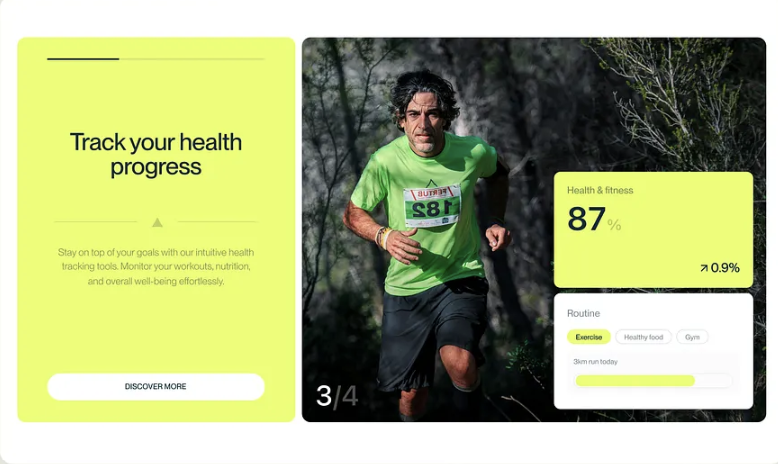 Track your health
progress
Stay on top of your goals with our intuitive health
tracking tools. Monitor your workouts, nutrition,
and overall well-being effortlessly.
DISCOVER MORE
182
3/4
Health & fitness
87%
↗ 0.9%
Routine
Exercise
Healthy food
Gym
3km run today